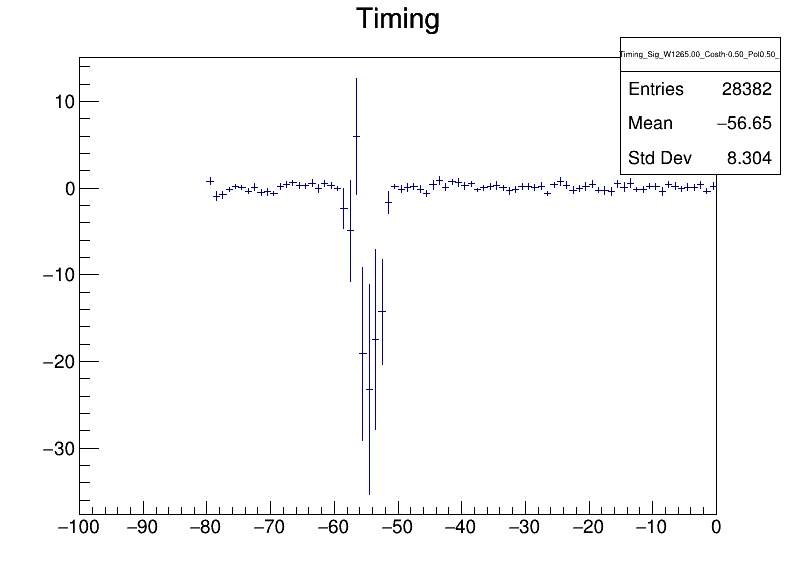 Timing
Timing_Sig_W1265.00_Costh-0.50_Pol0.50_
Entries 28382
Mean −56.65
Std Dev 8.304
10
0
−10
−20
−30
−100 −90 −80 −70 −60 −50 −40 −30 −20 −10 0